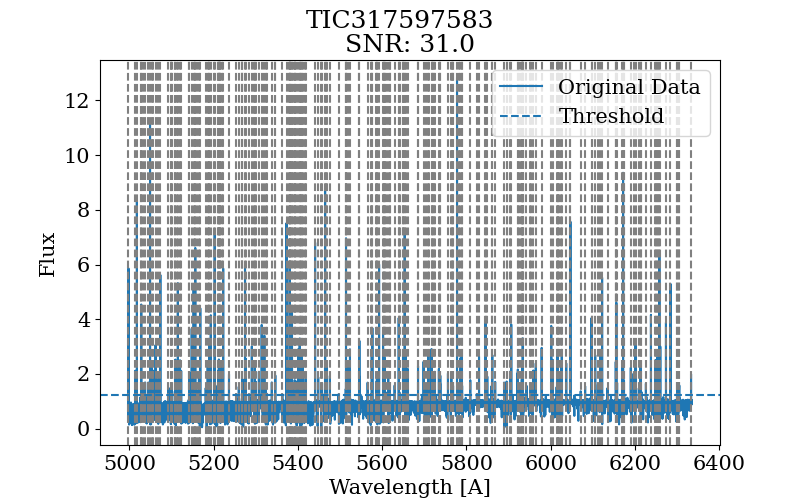 TIC317597583
SNR: 31.0
Original Data
Threshold
12
10
8
6
4
2
0
Flux
5000 5200 5400 5600 5800 6000 6200 6400
Wavelength [A]